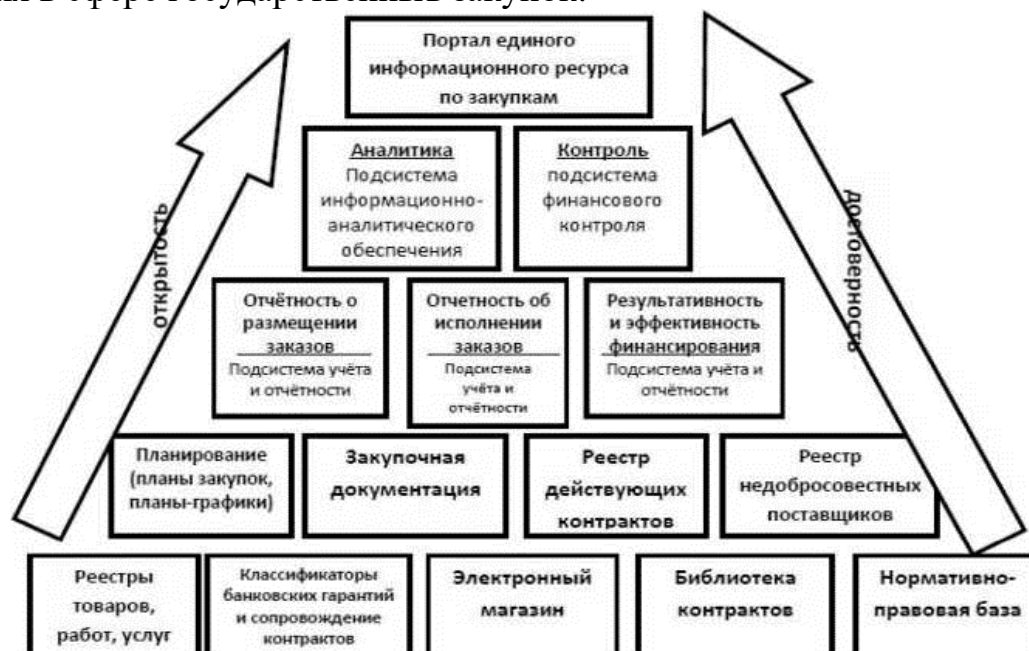 в сфере государственных закупок.
Портал единого
информационного ресурса
по закупкам
Аналитика
Подсистема
информационно-
аналитического
обеспечения
Контроль
подсистема
финансового
контроля
открытость
достоверность
Отчётность о
размещении
заказов
Подсистема учёта
и отчётности
Отчетность об
исполнении
заказов
Подсистема
учёта и
отчётности
Результативность
и эффективность
финансирования
Подсистема учёта и
отчётности
Планирование
(планы закупок,
планы-графики)
Закупочная
документация
Реестр
действующих
контрактов
Реестр
недобросовестных
поставщиков
Реестры
товаров,
работ, услуг
Классификаторы
банковских гарантий
и сопровождение
контрактов
Электронный
магазин
Библиотека
контрактов
Нормативно-
правовая база